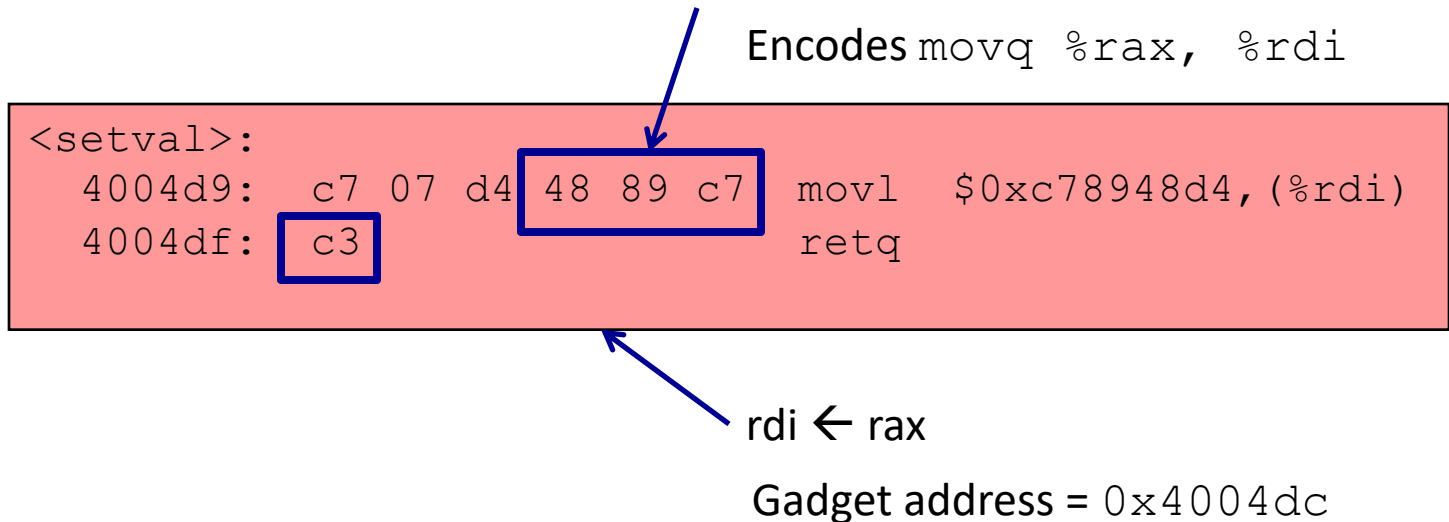 Encodes movq %rax, %rdi
<setval>:
4004d9: c7 07 d4 48 89 c7 movl $0xc78948d4,(%rdi)
4004df: c3 retq
rdi ← rax
Gadget address = 0x4004dc